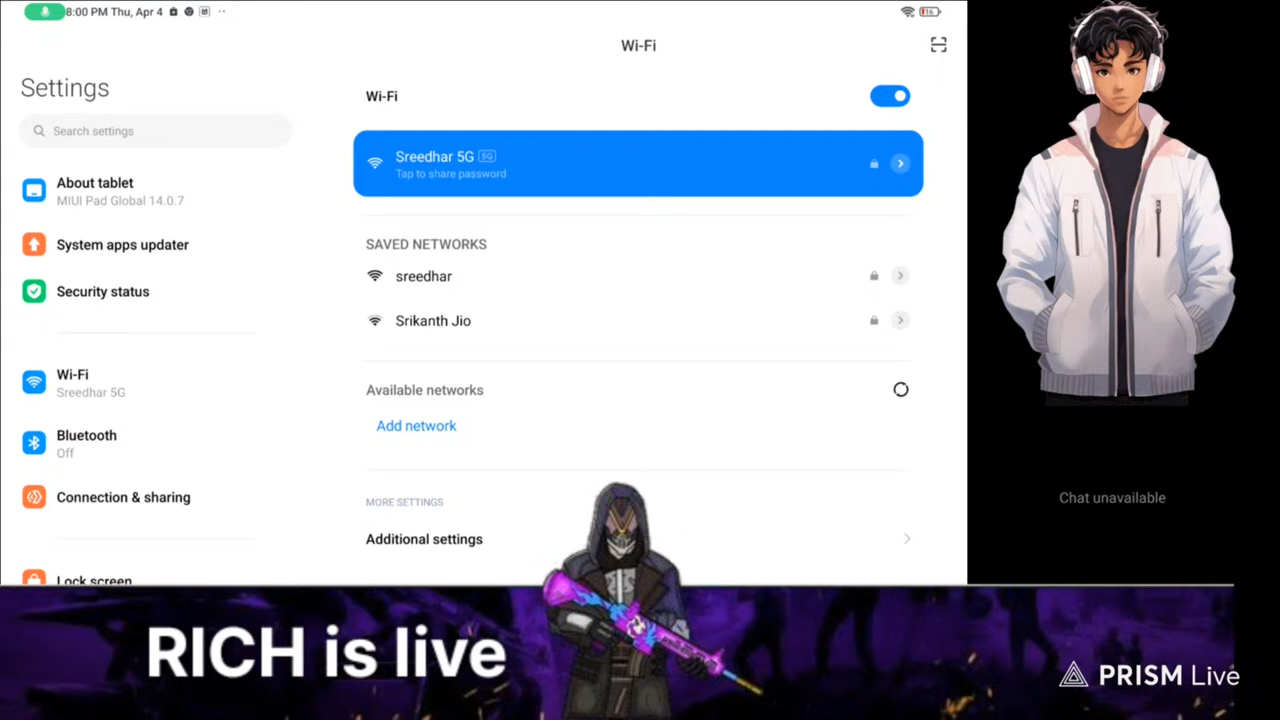 8:00 PM Thu, Apr 4
16
Wi-Fi
Settings
Search settings
About tablet
MIUI Pad Global 14.0.7
System apps updater
Security status
Wi-Fi
Sreedhar 5G
Bluetooth
Off
Connection & sharing
Lock screen
Wi-Fi
Sreedhar 5G 5G
Tap to share password
SAVED NETWORKS
sreedhar
Srikanth Jio
Available networks
Add network
MORE SETTINGS
Additional settings
Chat unavailable
RICH is live
PRISM Live